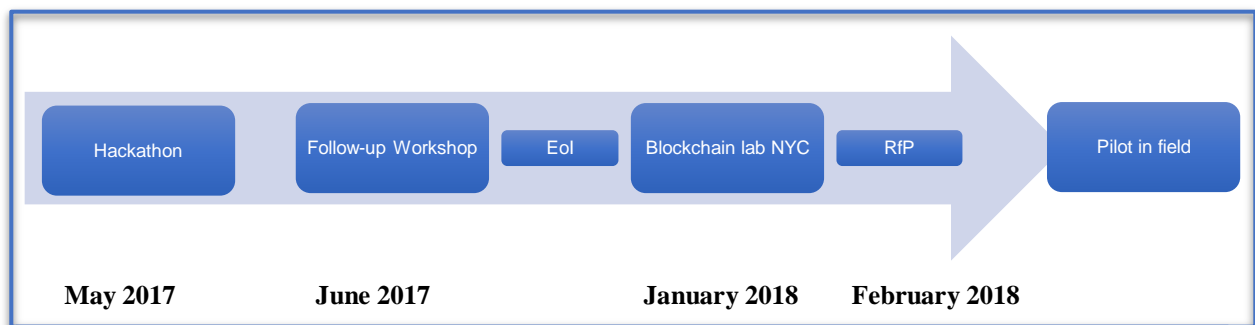 Hackathon
Follow-up Workshop
EoI
Blockchain lab NYC
RfP
Pilot in field
May 2017
June 2017
January 2018
February 2018